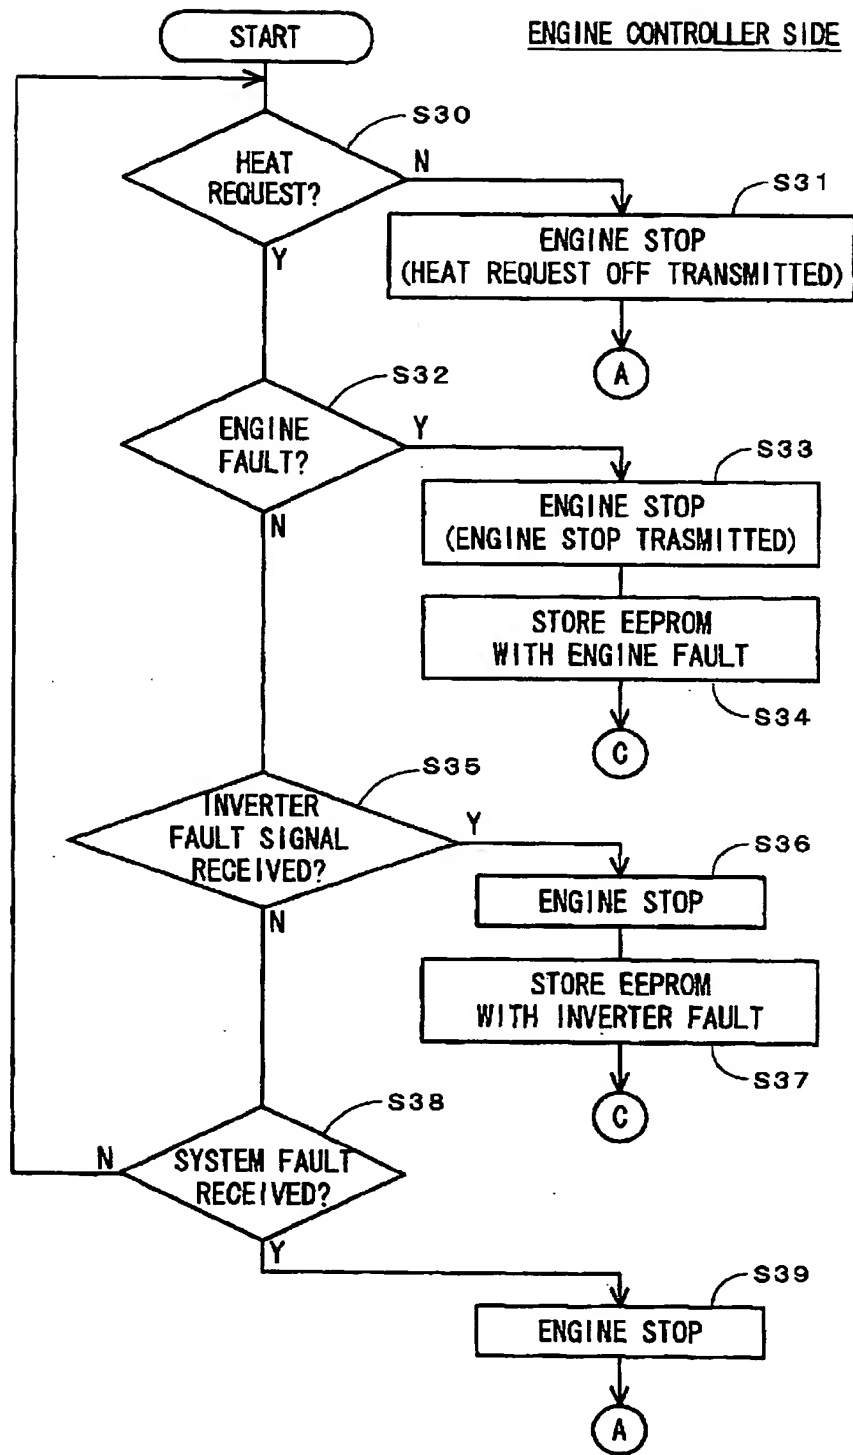 START
ENGINE CONTROLLER SIDE
S30
HEAT
REQUEST?
N
Y
S31
ENGINE STOP
(HEAT REQUEST OFF TRANSMITTED)
A
S32
ENGINE
FAULT?
Y
N
S33
ENGINE STOP
(ENGINE STOP TRASMITTED)
STORE EEPROM
WITH ENGINE FAULT
S34
C
S35
INVERTER
FAULT SIGNAL
RECEIVED?
Y
N
S36
ENGINE STOP
STORE EEPROM
WITH INVERTER FAULT
S37
C
S38
SYSTEM FAULT
RECEIVED?
N
Y
S39
ENGINE STOP
A